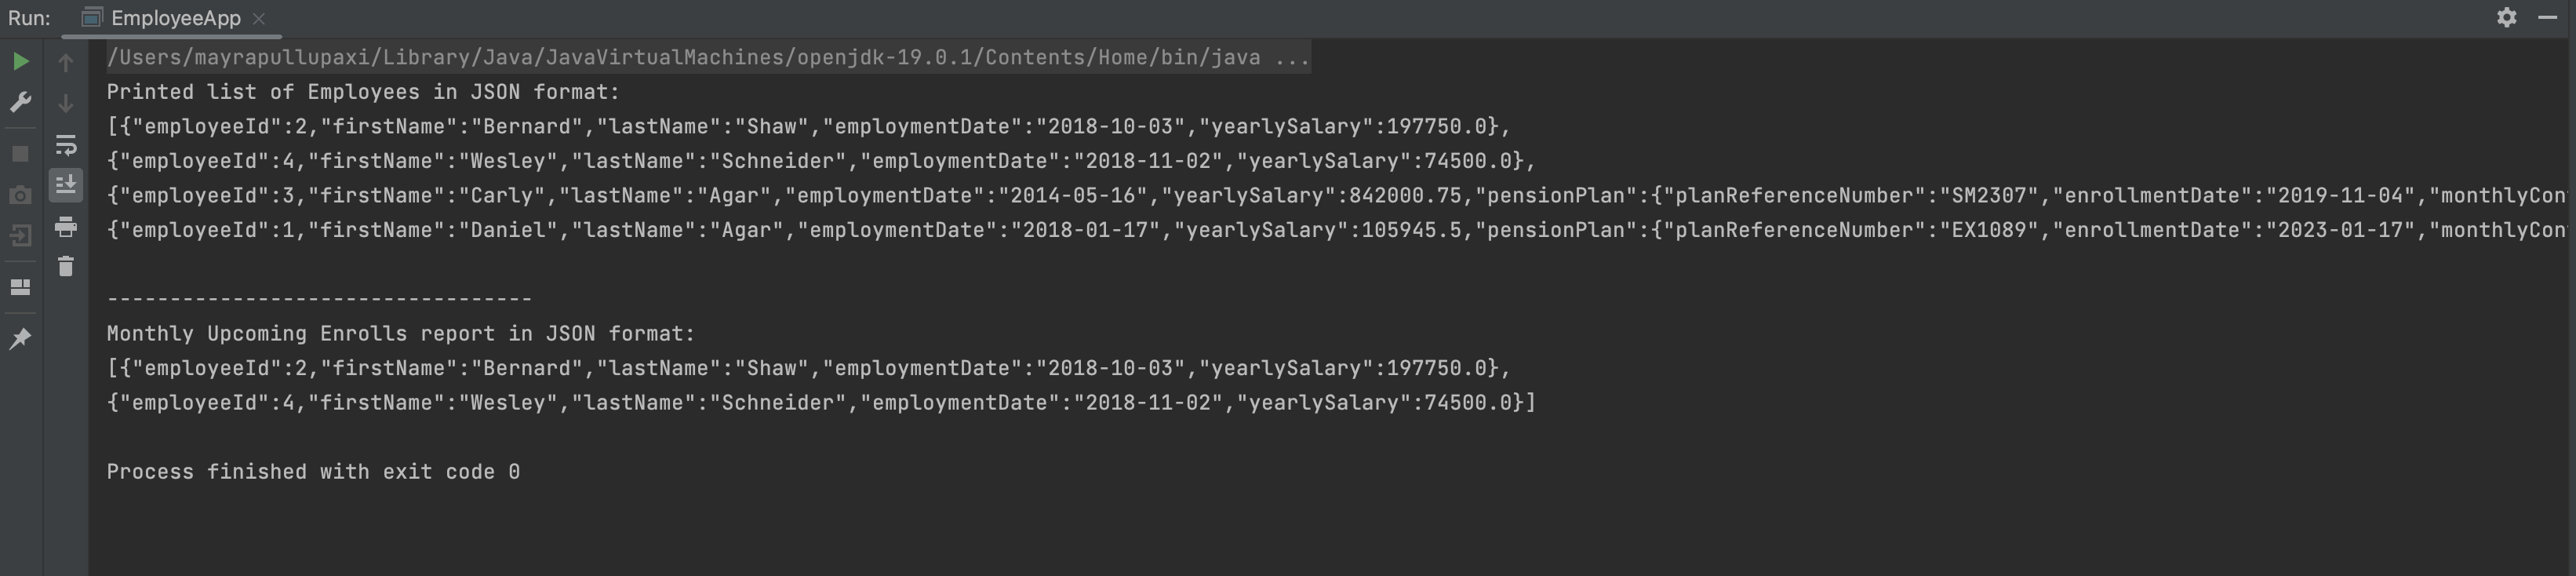 Run: EmployeeApp
/Users/mayrapullupaxi/Library/Java/JavaVirtualMachines/openjdk-19.0.1/Contents/Home/bin/java ...
Printed list of Employees in JSON format:
[{"employeeId":2,"firstName":"Bernard","lastName":"Shaw","employmentDate":"2018-10-03","yearlySalary":197750.0},
{"employeeId":4,"firstName":"Wesley","lastName":"Schneider","employmentDate":"2018-11-02","yearlySalary":74500.0},
{"employeeId":3,"firstName":"Carly","lastName":"Agar","employmentDate":"2014-05-16","yearlySalary":842000.75,"pensionPlan":{"planReferenceNumber":"SM2307","enrollmentDate":"2019-11-04","monthlyCon
{"employeeId":1,"firstName":"Daniel","lastName":"Agar","employmentDate":"2018-01-17","yearlySalary":105945.5,"pensionPlan":{"planReferenceNumber":"EX1089","enrollmentDate":"2023-01-17","monthlyCon
----------------------------------
Monthly Upcoming Enrolls report in JSON format:
[{"employeeId":2,"firstName":"Bernard","lastName":"Shaw","employmentDate":"2018-10-03","yearlySalary":197750.0},
{"employeeId":4,"firstName":"Wesley","lastName":"Schneider","employmentDate":"2018-11-02","yearlySalary":74500.0}]
Process finished with exit code 0